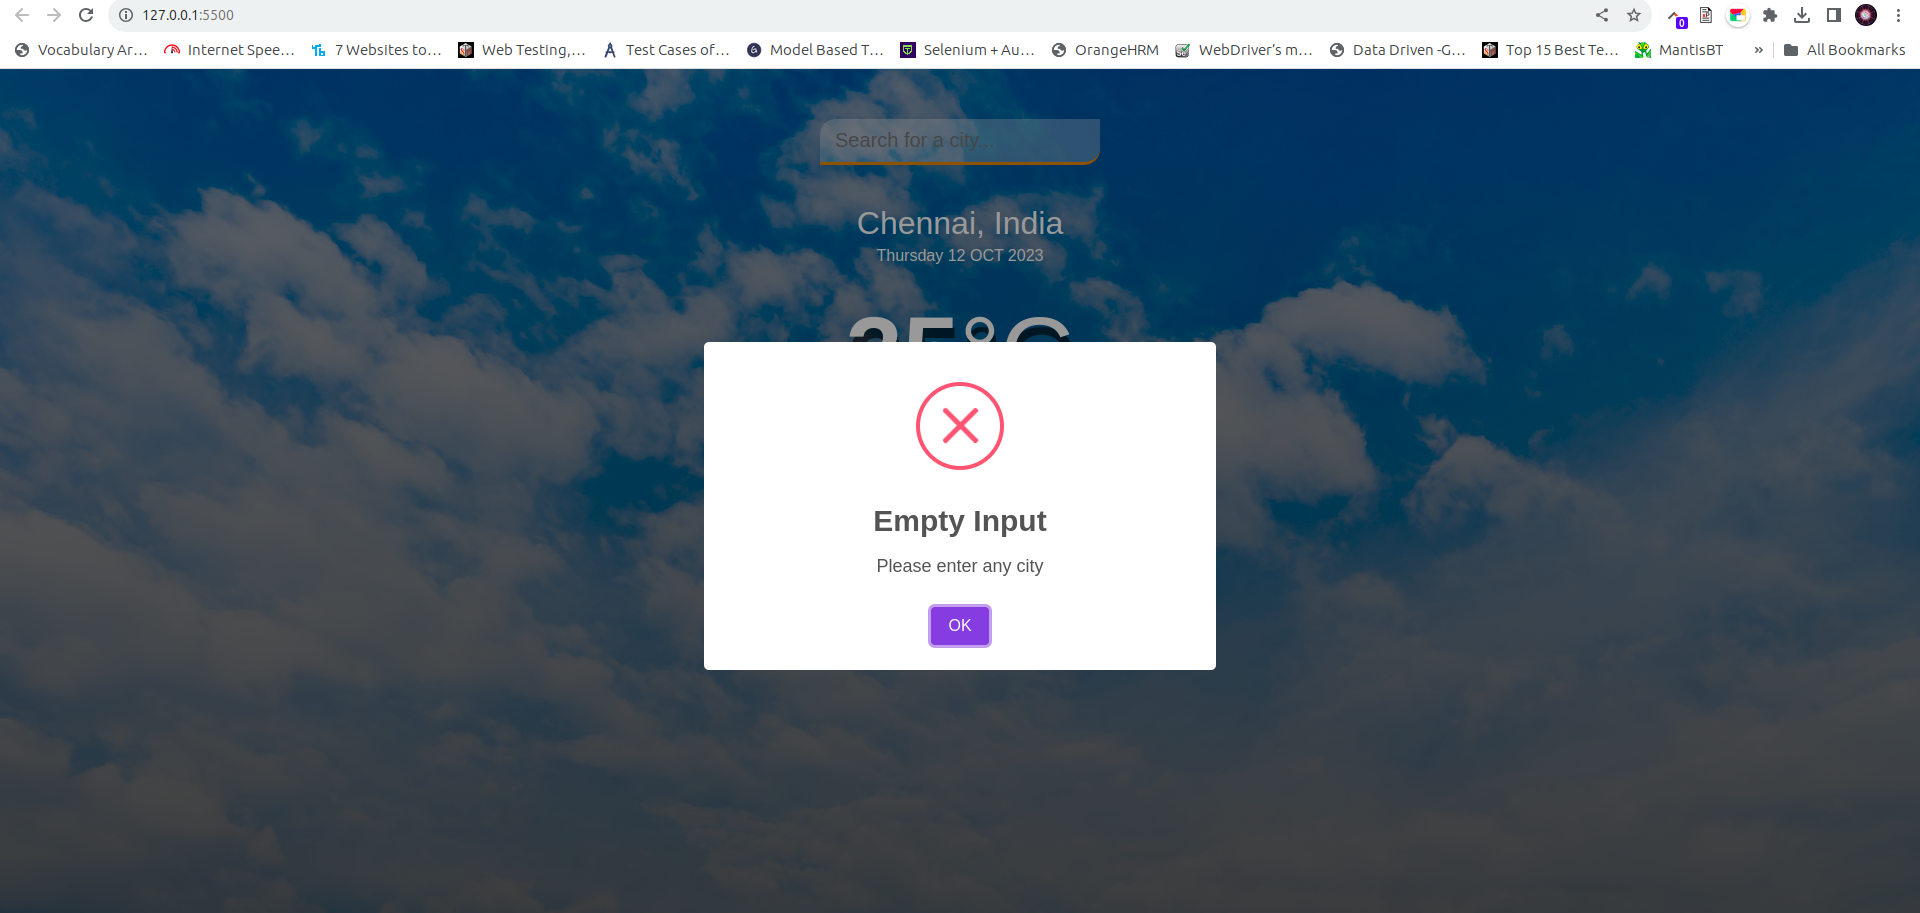 127.0.0.1:5500
0
Vocabulary Ar... Internet Spee... 7 Websites to... Web Testing,... Test Cases of... Model Based T... Selenium + Au... OrangeHRM WebDriver's m... Data Driven -G... Top 15 Best Te... MantisBT » All Bookmarks
Search for a city...
Chennai, India
Thursday 12 OCT 2023
Empty Input
Please enter any city
OK